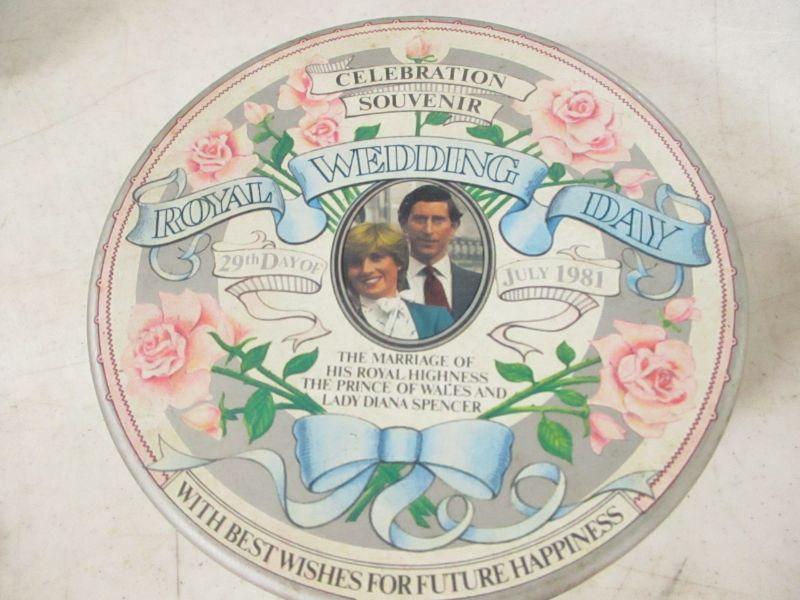 CELEBRATION
SOUVENIR
ROYAL WEDDING DAY
29th DAY OF JULY 1981
THE MARRIAGE OF
HIS ROYAL HIGHNESS
THE PRINCE OF WALES AND
LADY DIANA SPENCER
WITH BEST WISHES FOR FUTURE HAPPINESS